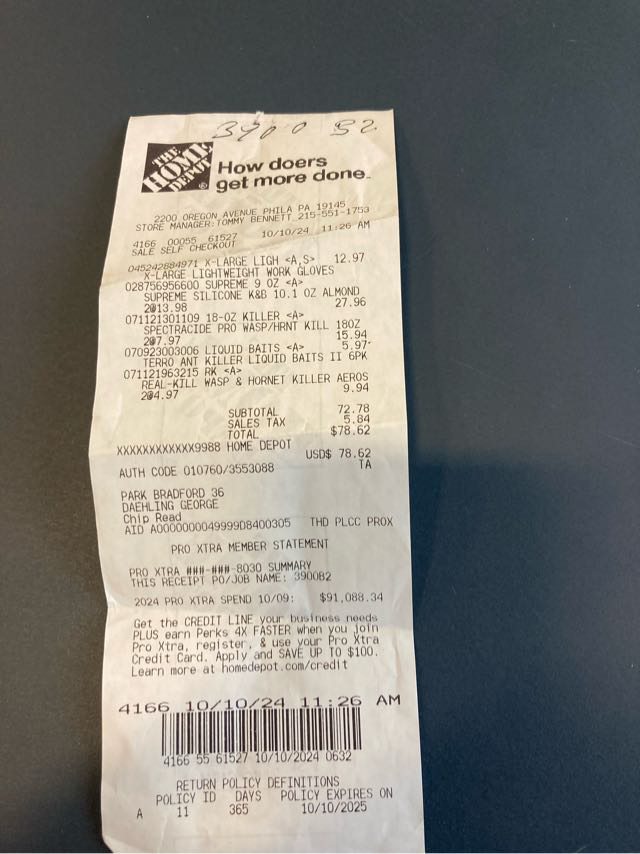 3900 B2
THE HOME DEPOT
How doers
get more done.
2200 OREGON AVENUE PHILA PA 19145
STORE MANAGER:TOMMY BENNETT 215-551-1753
4166 00055 61527 10/10/24 11:26 AM
SALE SELF CHECKOUT
045242884971 X-LARGE LIGH <A,S> 12.97
X-LARGE LIGHTWEIGHT WORK GLOVES
028756956600 SUPREME 9 OZ <A>
SUPREME SILICONE K&B 10.1 OZ ALMOND
2@13.98 27.96
071121301109 18-OZ KILLER <A>
SPECTRACIDE PRO WASP/HRNT KILL 18OZ
2@7.97 15.94
070923003006 LIQUID BAITS <A> 5.97
TERRO ANT KILLER LIQUID BAITS II 6PK
071121963215 RK <A>
REAL-KILL WASP & HORNET KILLER AEROS
2@4.97 9.94
SUBTOTAL 72.78
SALES TAX 5.84
TOTAL $78.62
XXXXXXXXXXXX9988 HOME DEPOT
USD$ 78.62
AUTH CODE 010760/3553088 TA
PARK BRADFORD 36
DAEHLING GEORGE
Chip Read
AID A0000000049999D8400305 THD PLCC PROX
PRO XTRA MEMBER STATEMENT
PRO XTRA ###-###-8030 SUMMARY
THIS RECEIPT PO/JOB NAME: 3900B2
2024 PRO XTRA SPEND 10/09: $91,088.34
Get the CREDIT LINE your business needs
PLUS earn Perks 4X FASTER when you join
Pro Xtra, register, & use your Pro Xtra
Credit Card. Apply and SAVE UP TO $100.
Learn more at homedepot.com/credit
4166 10/10/24 11:26 AM
4166 55 61527 10/10/2024 0632
RETURN POLICY DEFINITIONS
POLICY ID DAYS POLICY EXPIRES ON
A 11 365 10/10/2025